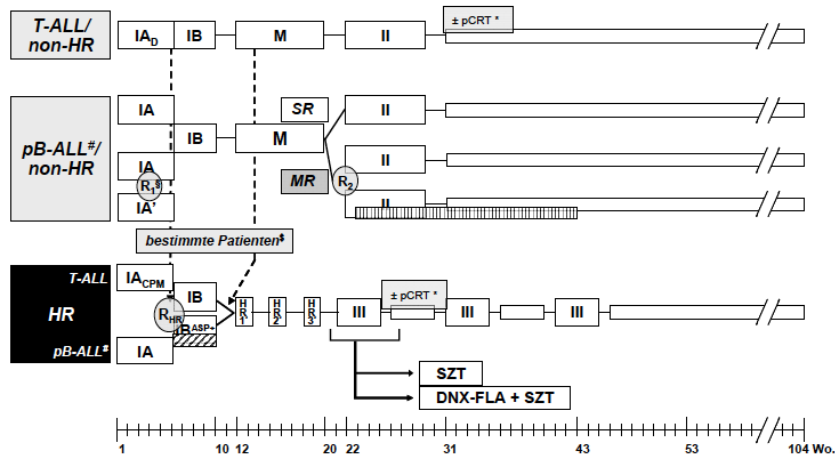 ± pCRT *
T-ALL/
non-HR
IA_D
IB
M
II
IA
SR
II
pB-ALL#/
non-HR
IB
M
IA
II
R1§
MR
R2
IA'
II
bestimmte Patienten$
T-ALL
IA_CPM
HR
IB
± pCRT *
R_HR
HR1
HR2
HR3
III
III
III
IB ASP+
pB-ALL#
IA
SZT
DNX-FLA + SZT
1 10 12 20 22 31 43 53 104 Wo.